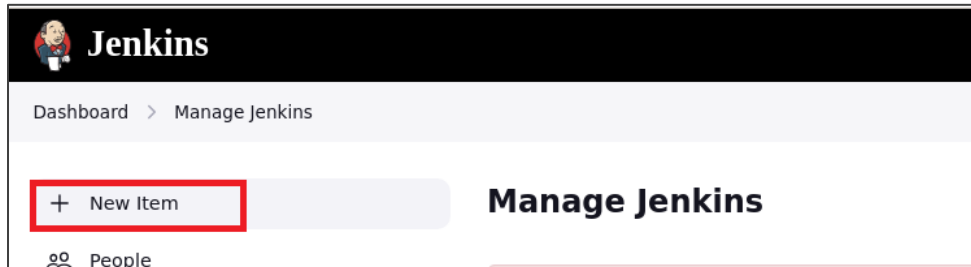 Jenkins
Dashboard > Manage Jenkins
+ New Item
Manage Jenkins
People